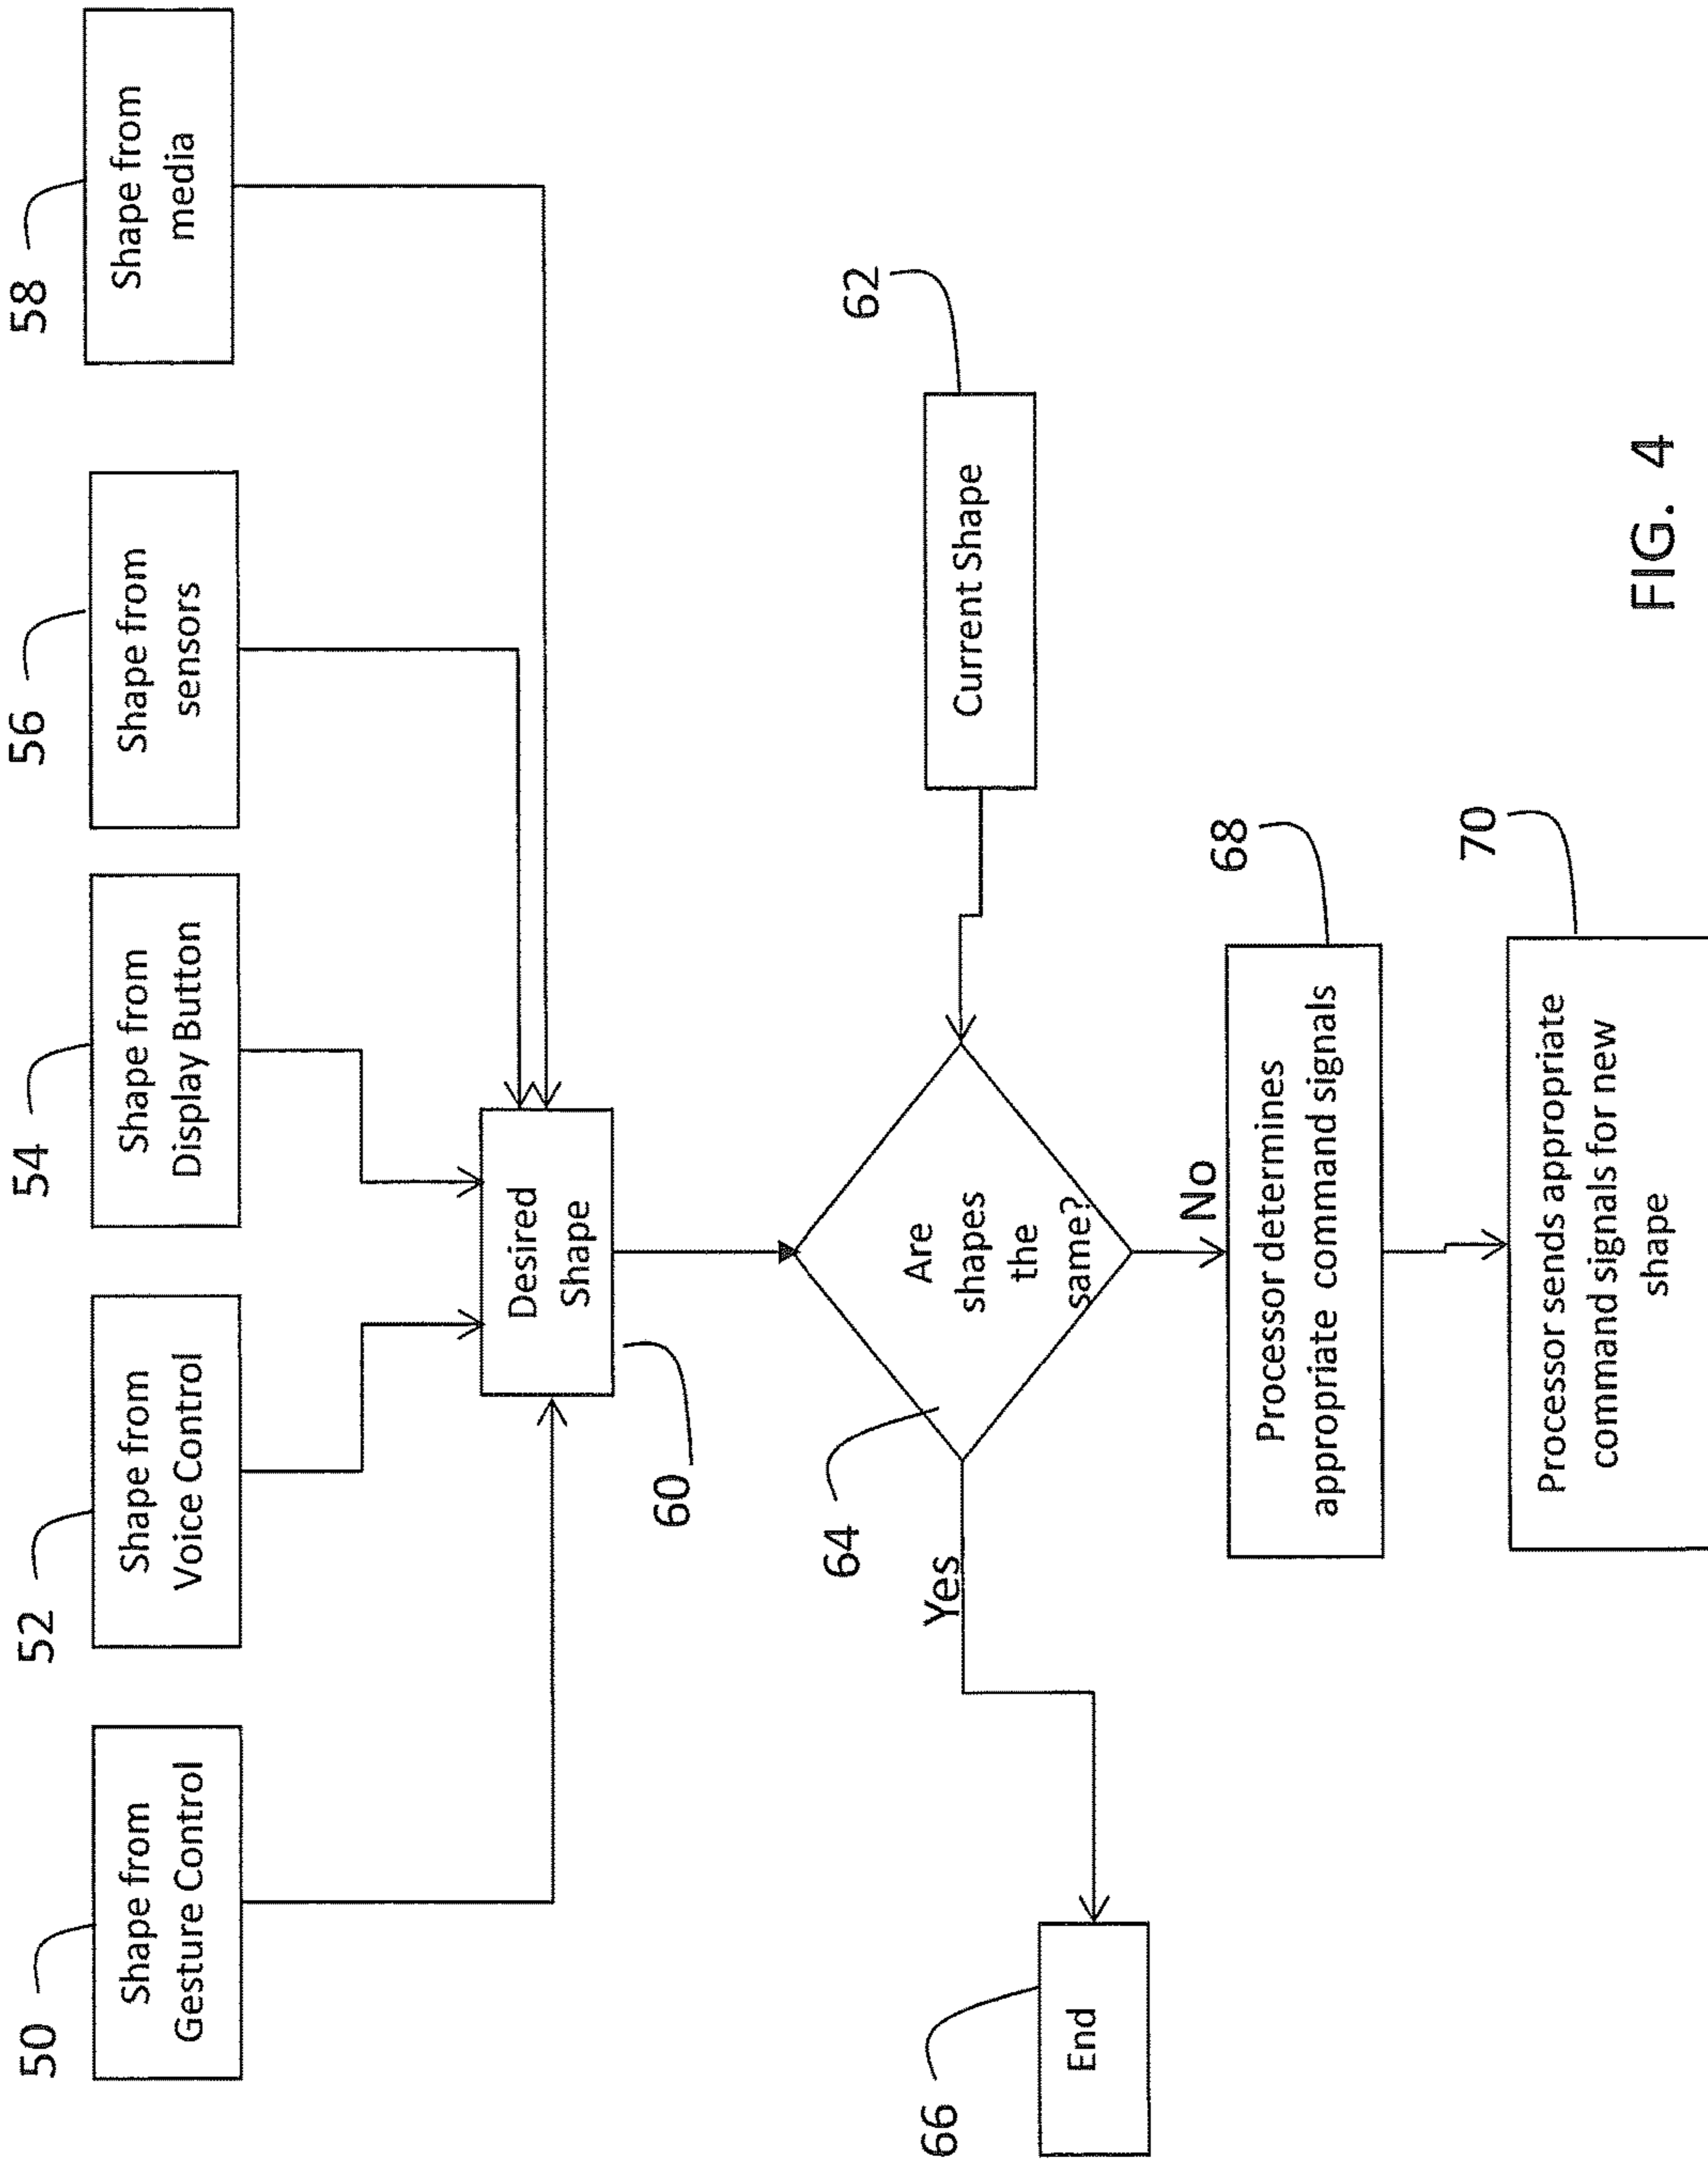 50
Shape from
Gesture Control
52
Shape from
Voice Control
54
Shape from
Display Button
56
Shape from
sensors
58
Shape from
media
60
Desired
Shape
62
Current Shape
64
Are
shapes
the
same?
Yes
No
66
End
68
Processor determines
appropriate command signals
70
Processor sends appropriate
command signals for new
shape
FIG. 4